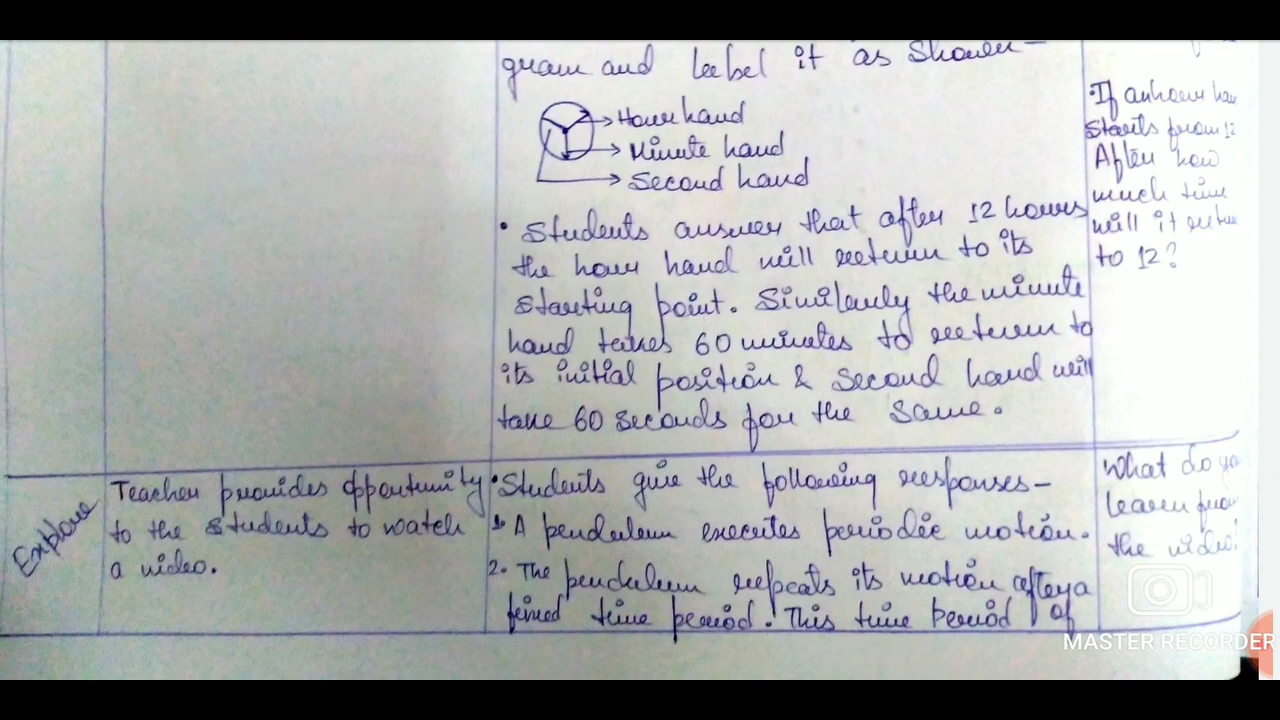 gram and leebel it as shown-
Hour hand
Minute hand
Second hand
• Students answer that after 12 hours
the hour hand will return to its
starting point. Similarly the minute
hand takes 60 minutes to return to
its initial position & second hand will
take 60 seconds for the same.
• If an hour
starts from 12
After how
much time
will it
to 12?
Explore
Teacher provides opportunity
to the students to watch
a video.
• Students give the following responses-
1. A pendulum executes periodic motion.
2. The pendulum repeats its motion after a
fixed time period. This time period of
What do yo
learn from
the video?
MASTER RECORDER